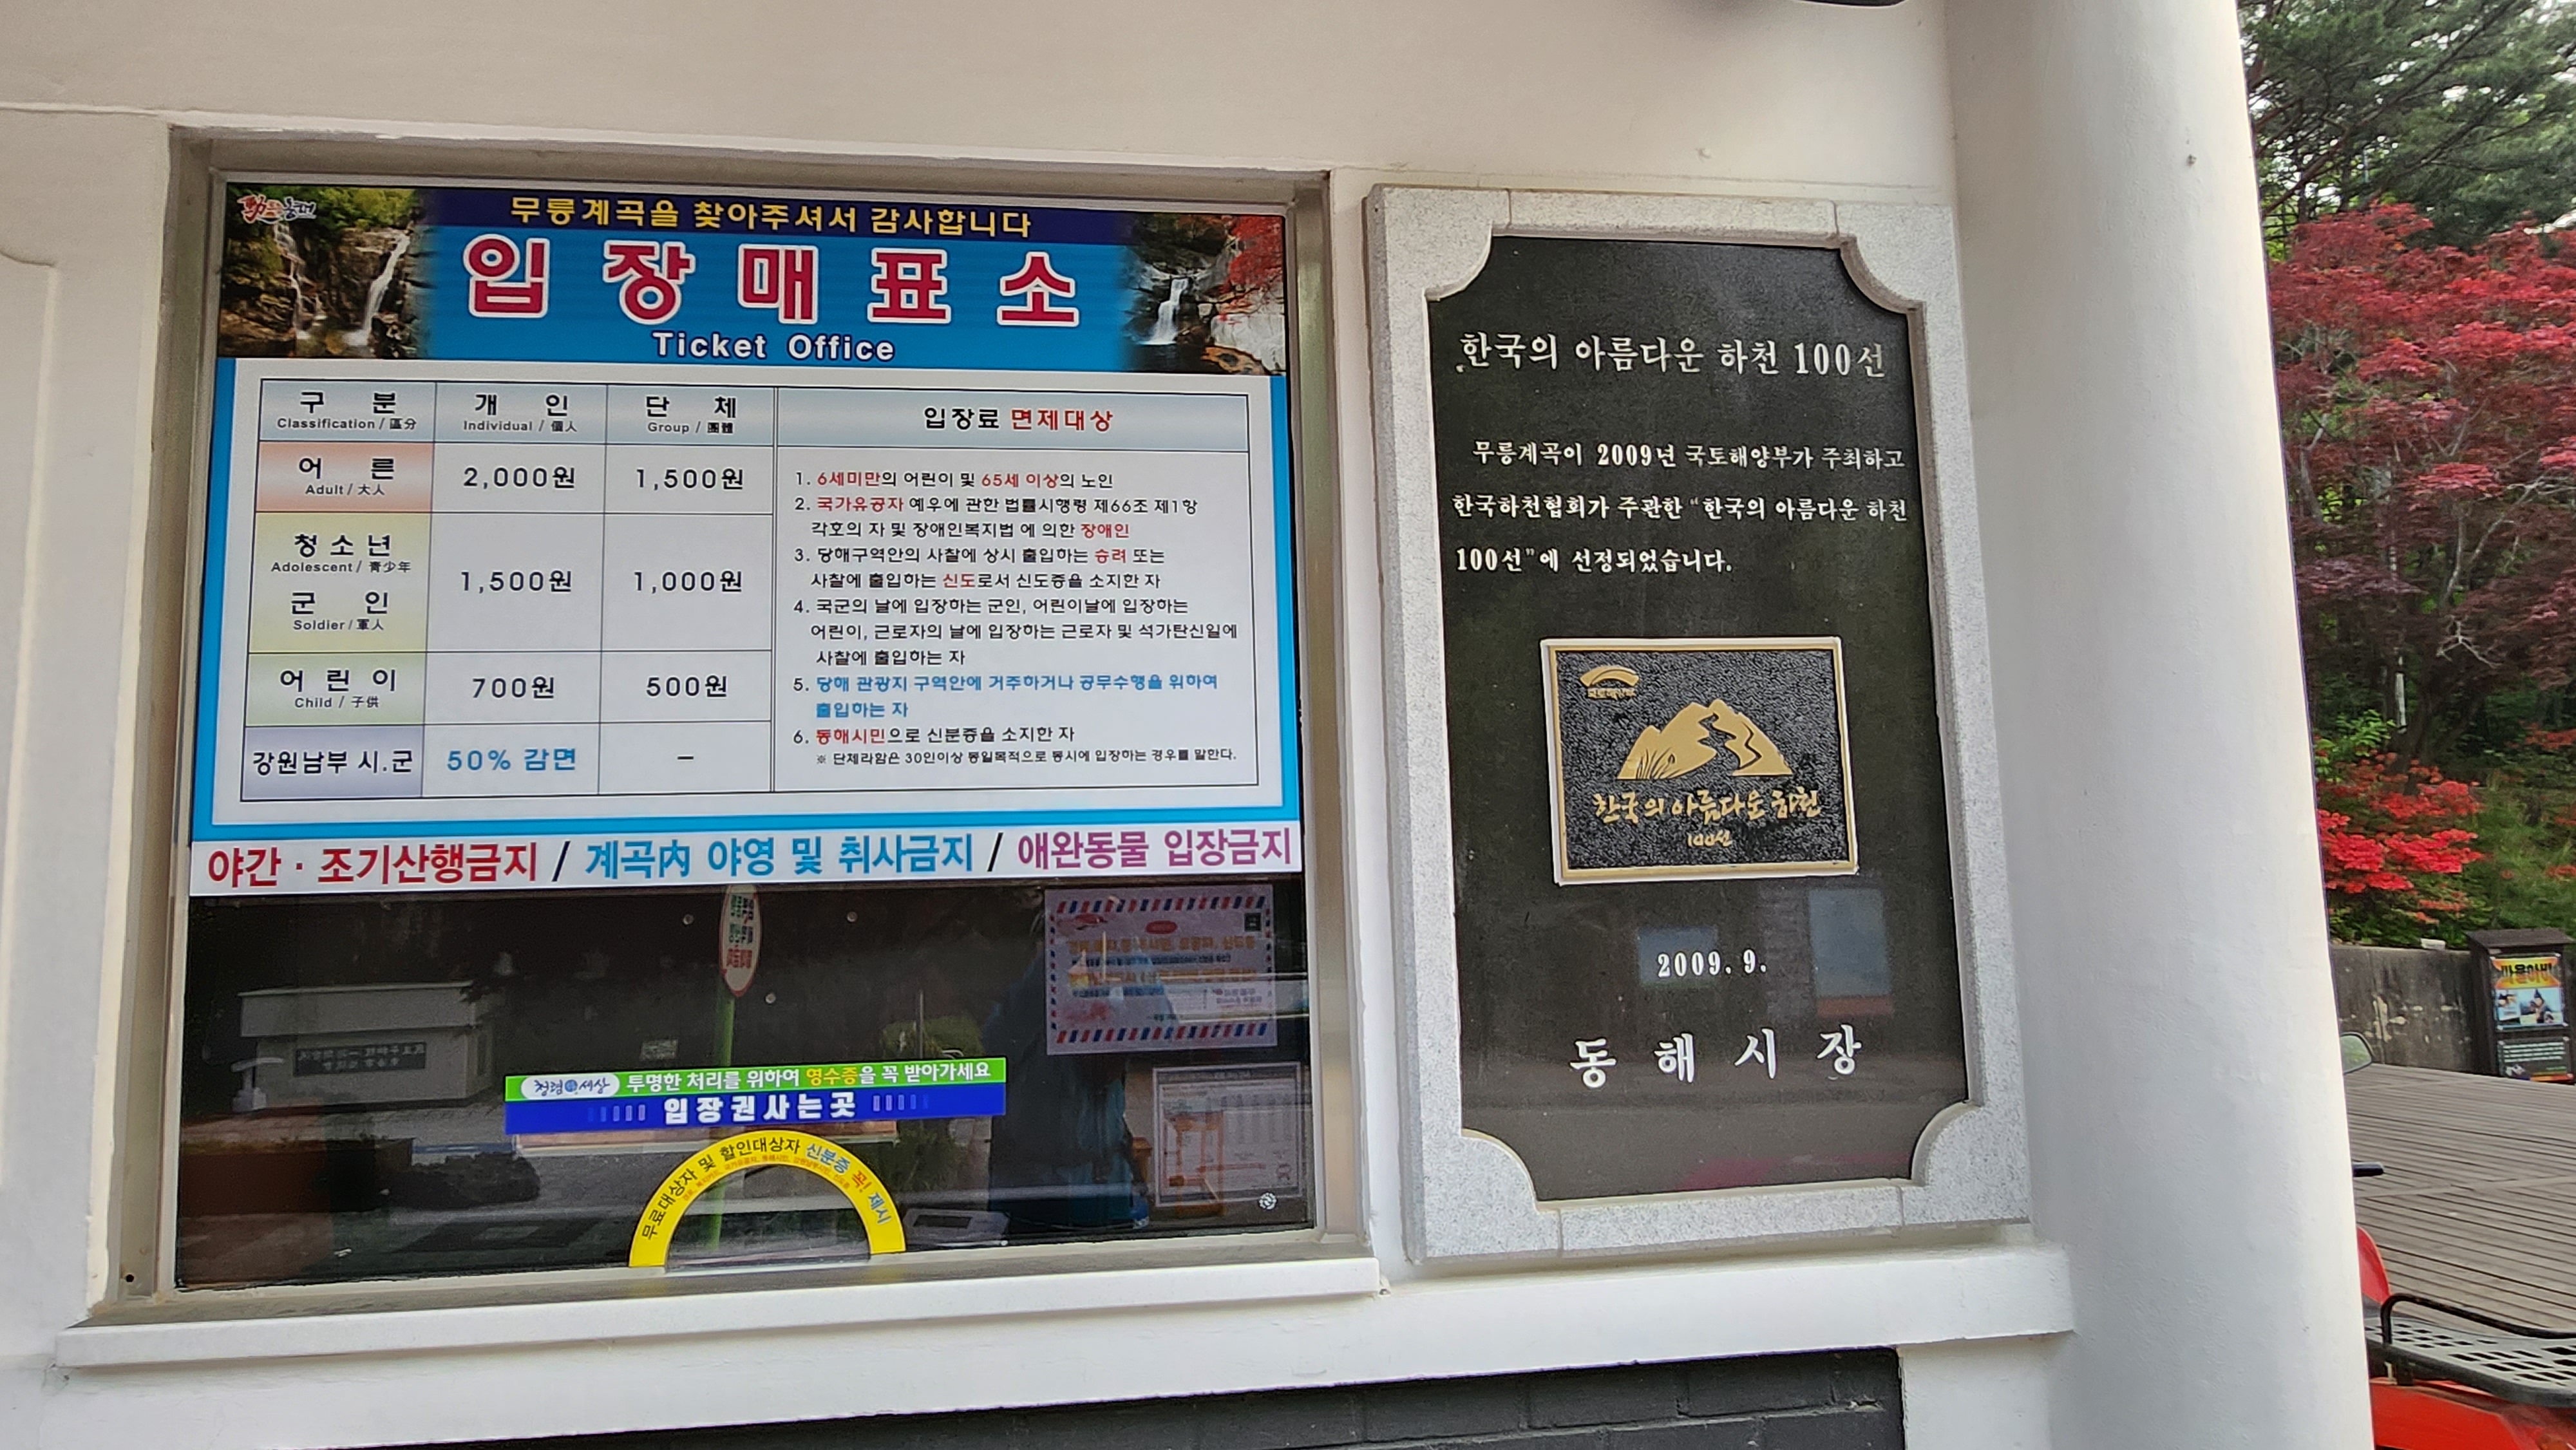 무릉계곡을 찾아주셔서 감사합니다
입장매표소
Ticket Office
구 분 개 인 단 체 입장료 면제대상
Classification / 區分 Individual / 個人 Group / 團體
어 른 2,000원 1,500원
Adult / 大人
청 소 년
Adolescent / 靑少年
1,500원 1,000원
군 인
Soldier / 軍人
어 린 이 700원 500원
Child / 子供
강원남부 시.군 50% 감면 –
1. 6세미만의 어린이 및 65세 이상의 노인
2. 국가유공자 예우에 관한 법률시행령 제66조 제1항
각호의 자 및 장애인복지법 에 의한 장애인
3. 당해구역안의 사찰에 상시 출입하는 승려 또는
사찰에 출입하는 신도로서 신도증을 소지한 자
4. 국군의 날에 입장하는 군인, 어린이날에 입장하는
어린이, 근로자의 날에 입장하는 근로자 및 석가탄신일에
사찰에 출입하는 자
5. 당해 관광지 구역안에 거주하거나 공무수행을 위하여
출입하는 자
6. 동해시민으로 신분증을 소지한 자
※ 단체라함은 30인이상 동일목적으로 동시에 입장하는 경우를 말한다.
야간 · 조기산행금지 / 계곡內 야영 및 취사금지 / 애완동물 입장금지
청렴 세상 투명한 처리를 위하여 영수증을 꼭 받아가세요
입장권사는곳
무료대상자 및 할인대상자 신분증 꼭! 제시
한국의 아름다운 하천 100선
무릉계곡이 2009년 국토해양부가 주최하고
한국하천협회가 주관한 “한국의 아름다운 하천
100선”에 선정되었습니다.
국토해양부
한국의 아름다운 하천
100선
2009. 9.
동 해 시 장